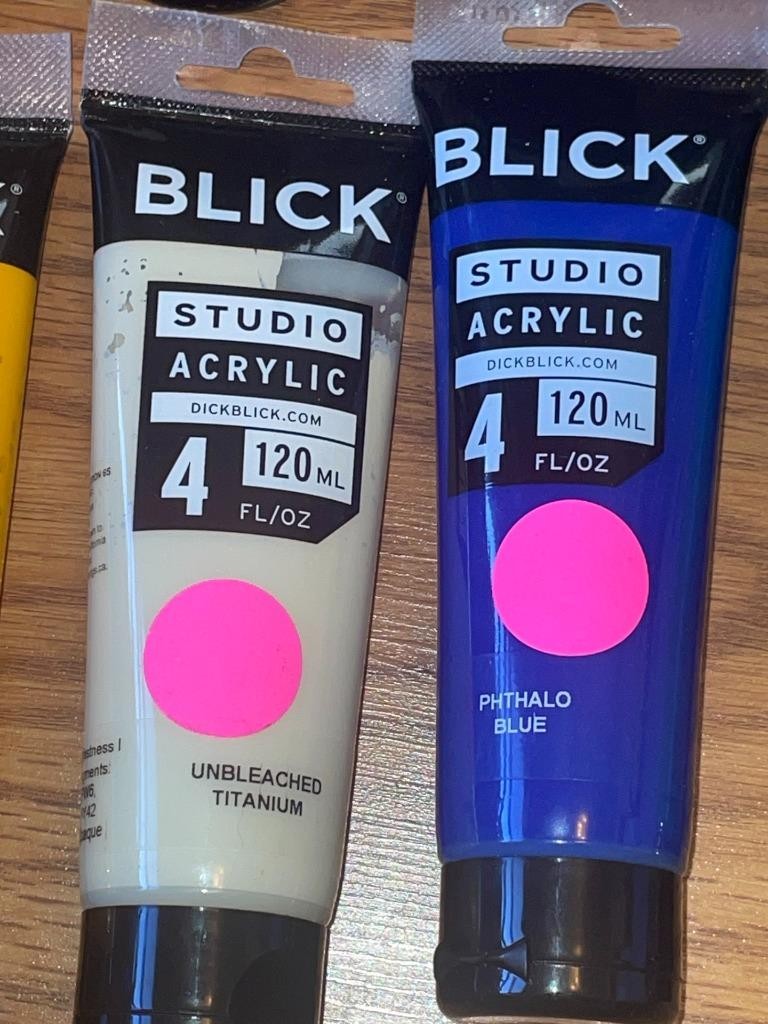 BLICK®
STUDIO
ACRYLIC
DICKBLICK.COM
4
120 ML
FL/OZ
UNBLEACHED
TITANIUM
BLICK®
STUDIO
ACRYLIC
DICKBLICK.COM
4
120 ML
FL/OZ
PHTHALO
BLUE